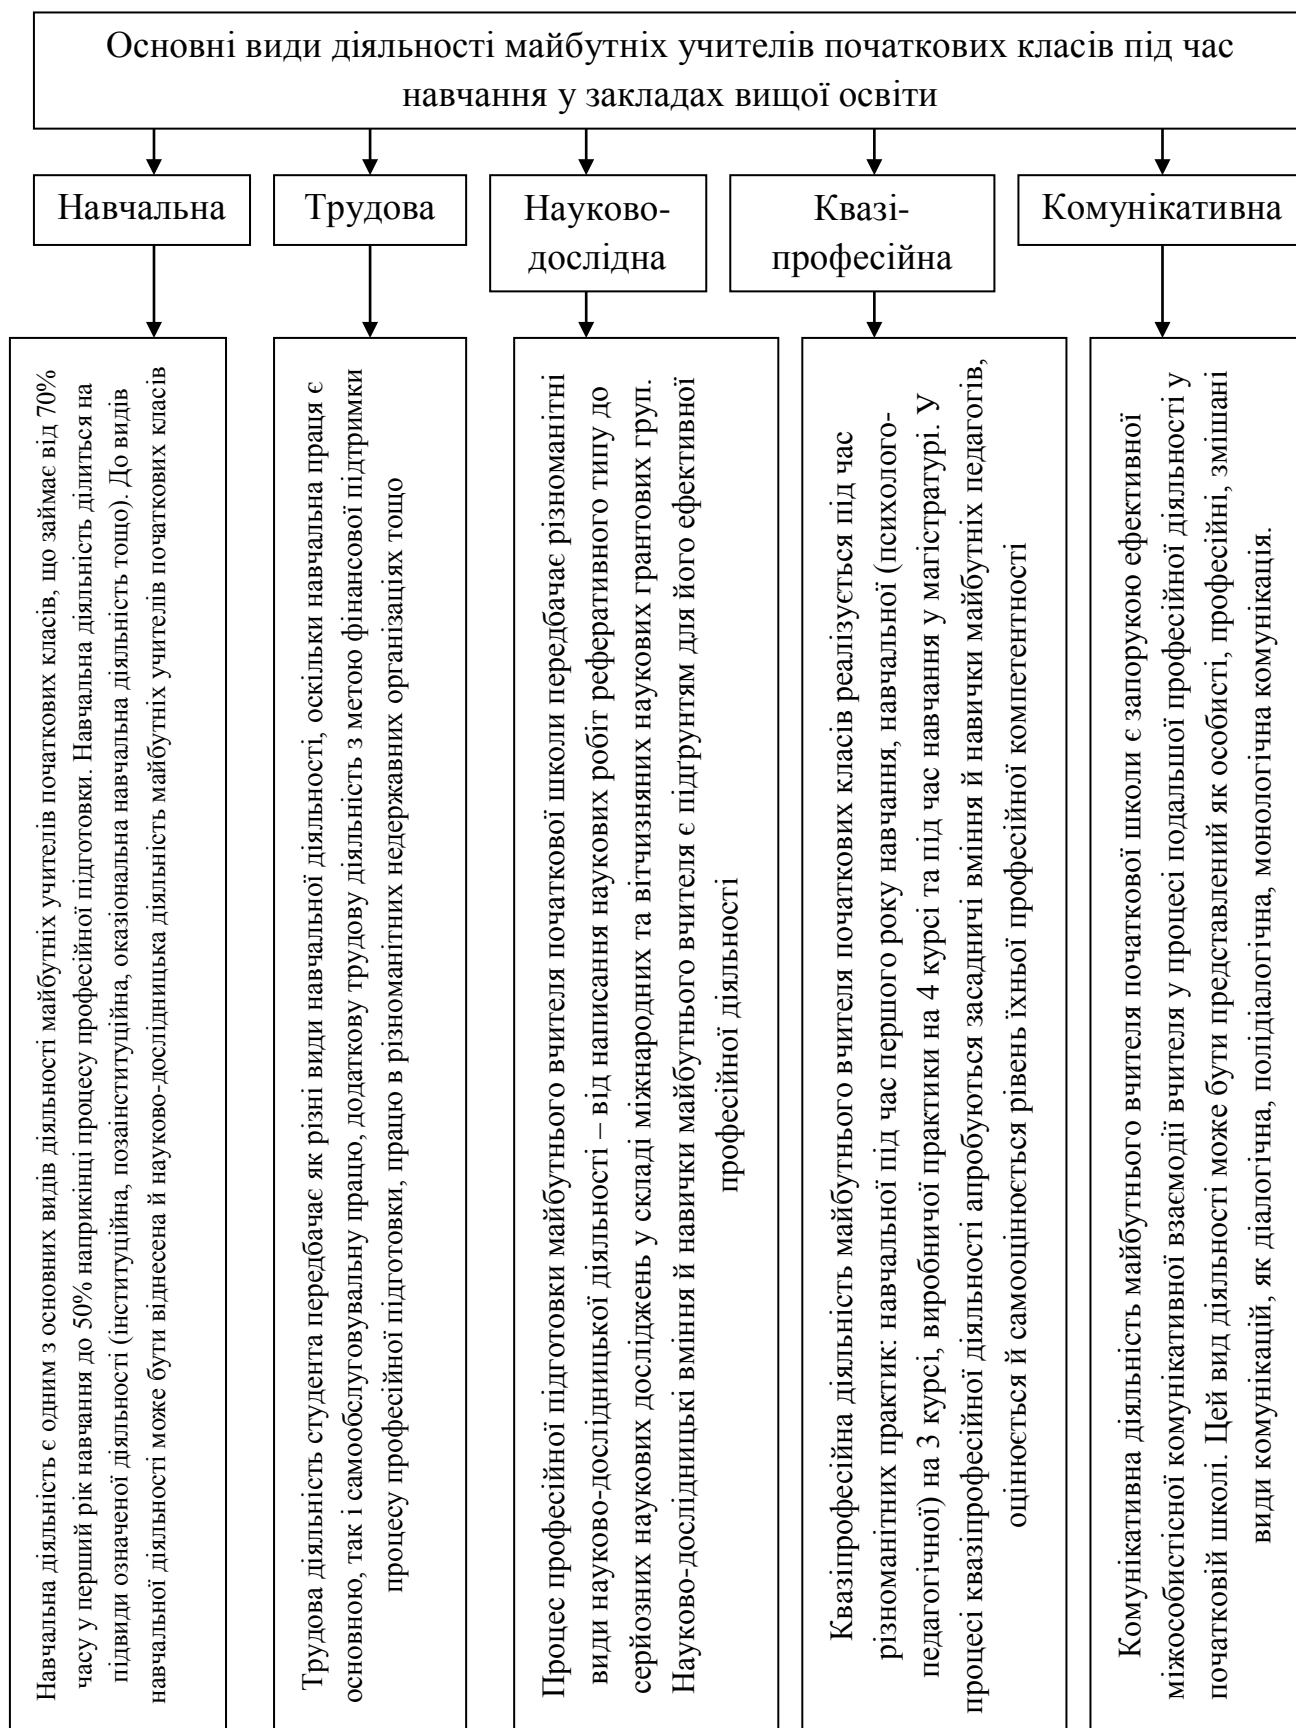 Основні види діяльності майбутніх учителів початкових класів під час
навчання у закладах вищої освіти
Навчальна
Трудова
Науково-
дослідна
Квазі-
професійна
Комунікативна
Навчальна діяльність є одним з основних видів діяльності майбутніх учителів початкових класів, що займає від 70%
часу у перший рік навчання до 50% наприкінці процесу професійної підготовки. Навчальна діяльність ділиться на
підвиди означеної діяльності (інституційна, позаінституційна, оказіональна навчальна діяльність тощо). До видів
навчальної діяльності може бути віднесена й науково-дослідницька діяльність майбутніх учителів початкових класів
Трудова діяльність студента передбачає як різні види навчальної діяльності, оскільки навчальна праця є
основною, так і самообслуговувальну працю, додаткову трудову діяльність з метою фінансової підтримки
процесу професійної підготовки, працю в різноманітних недержавних організаціях тощо
Процес професійної підготовки майбутнього вчителя початкової школи передбачає різноманітні
види науково-дослідницької діяльності – від написання наукових робіт реферативного типу до
серйозних наукових досліджень у складі міжнародних та вітчизняних наукових грантових груп.
Науково-дослідницькі вміння й навички майбутнього вчителя є підґрунтям для його ефективної
професійної діяльності
Квазіпрофесійна діяльність майбутнього вчителя початкових класів реалізується під час
різноманітних практик: навчальної під час першого року навчання, навчальної (психолого-
педагогічної) на 3 курсі, виробничої практики на 4 курсі та під час навчання у магістратурі. У
процесі квазіпрофесійної діяльності апробуються засадничі вміння й навички майбутніх педагогів,
оцінюється й самооцінюється рівень їхньої професійної компетентності
Комунікативна діяльність майбутнього вчителя початкової школи є запорукою ефективної
міжособистісної комунікативної взаємодії вчителя у процесі подальшої професійної діяльності у
початковій школі. Цей вид діяльності може бути представлений як особисті, професійні, змішані
види комунікацій, як діалогічна, полідіалогічна, монологічна комунікація.